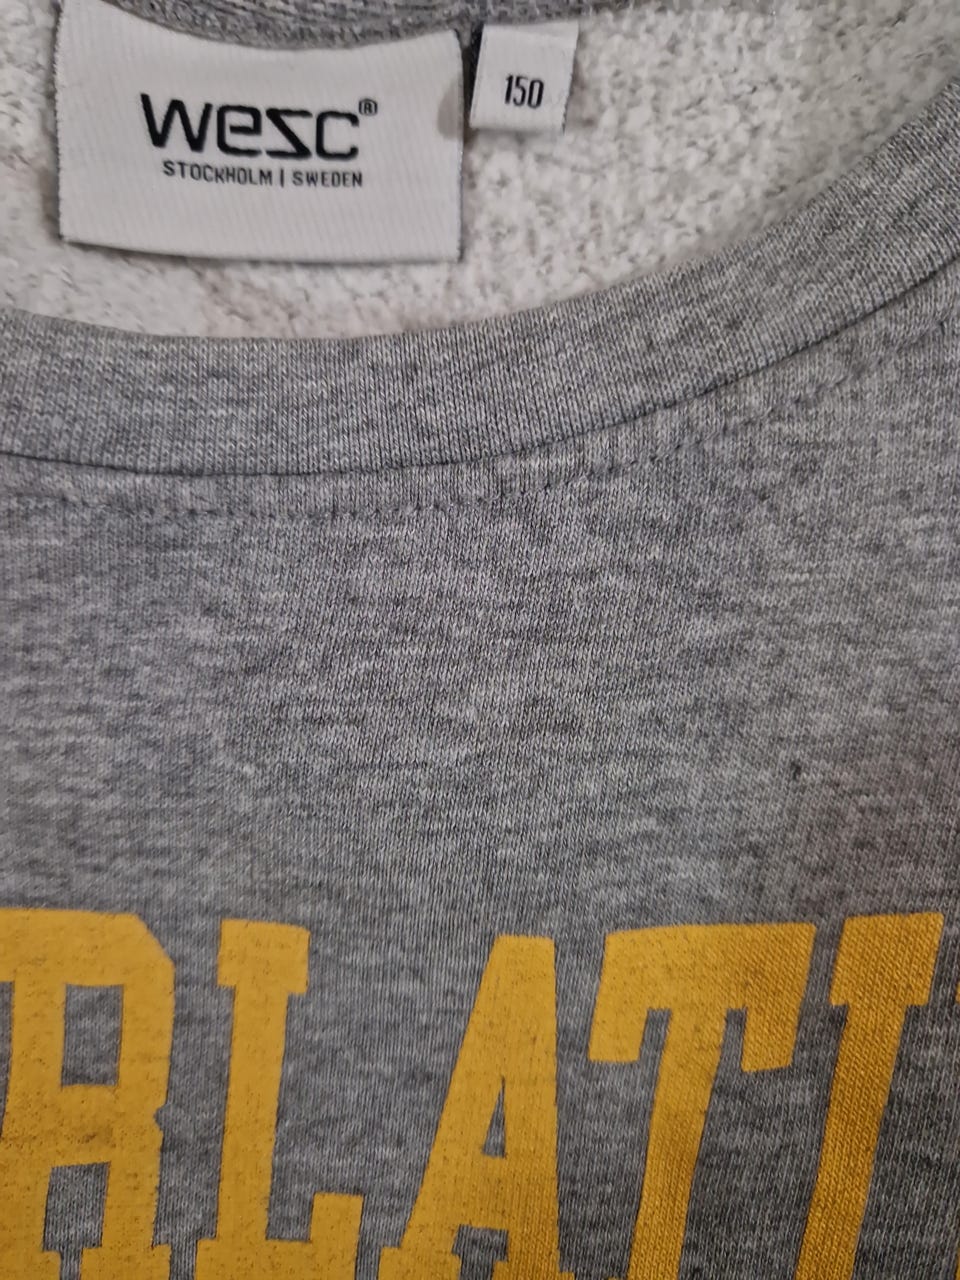 wesc®
STOCKHOLM | SWEDEN
150
RLATI